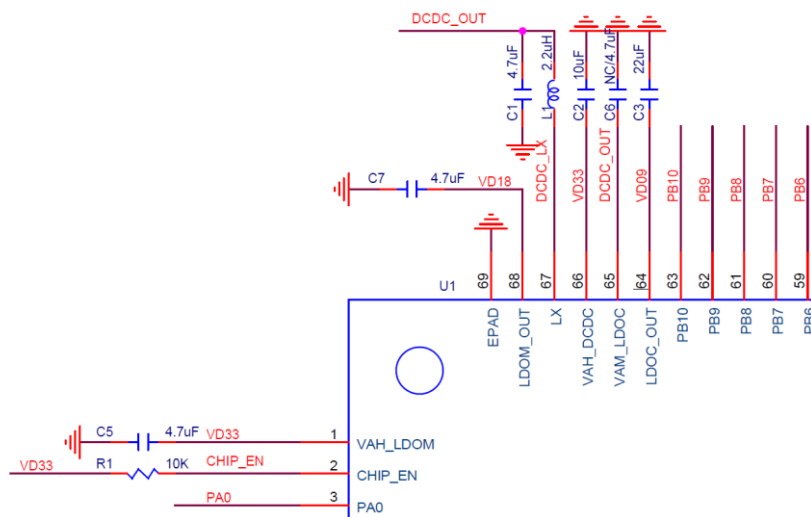 DCDC_OUT
4.7uF
C1
2.2uH
L1
10uF
C2
NC/4.7uF
C6
22uF
C3
C7
4.7uF
VD18
DCDC_LX
VD33
DCDC_OUT
VD09
PB10
PB9
PB8
PB7
PB6
U1
69
68
67
66
65
64
63
62
61
60
59
EPAD
LDOM_OUT
LX
VAH_DCDC
VAM_LDOC
LDOC_OUT
PB10
PB9
PB8
PB7
PB6
C5
4.7uF
VD33
1
VAH_LDOM
VD33
R1
10K
CHIP_EN
2
CHIP_EN
PA0
3
PA0